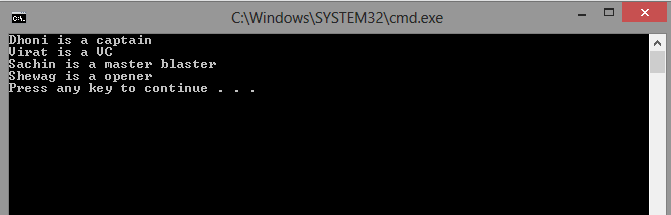 C:\Windows\SYSTEM32\cmd.exe
Dhoni is a captain
Virat is a VC
Sachin is a master blaster
Shewag is a opener
Press any key to continue . . .